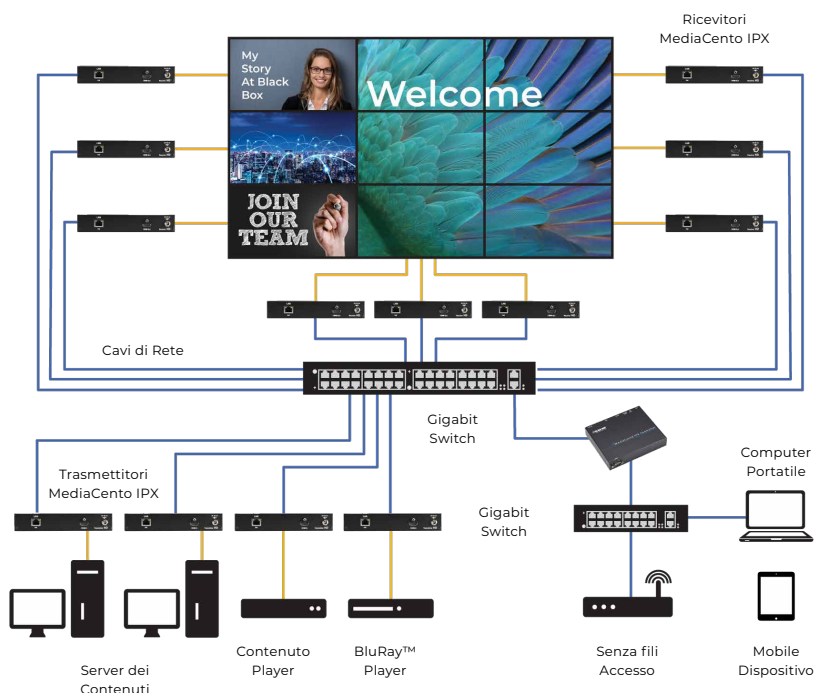 Ricevitori
MediaCento IPX
My
Story
At Black
Box
Welcome
JOIN
OUR
TEAM
Cavi di Rete
Gigabit
Switch
Trasmettitori
MediaCento IPX
Gigabit
Switch
Computer
Portatile
Server dei
Contenuti
Contenuto
Player
BluRay™
Player
Senza fili
Accesso
Mobile
Dispositivo